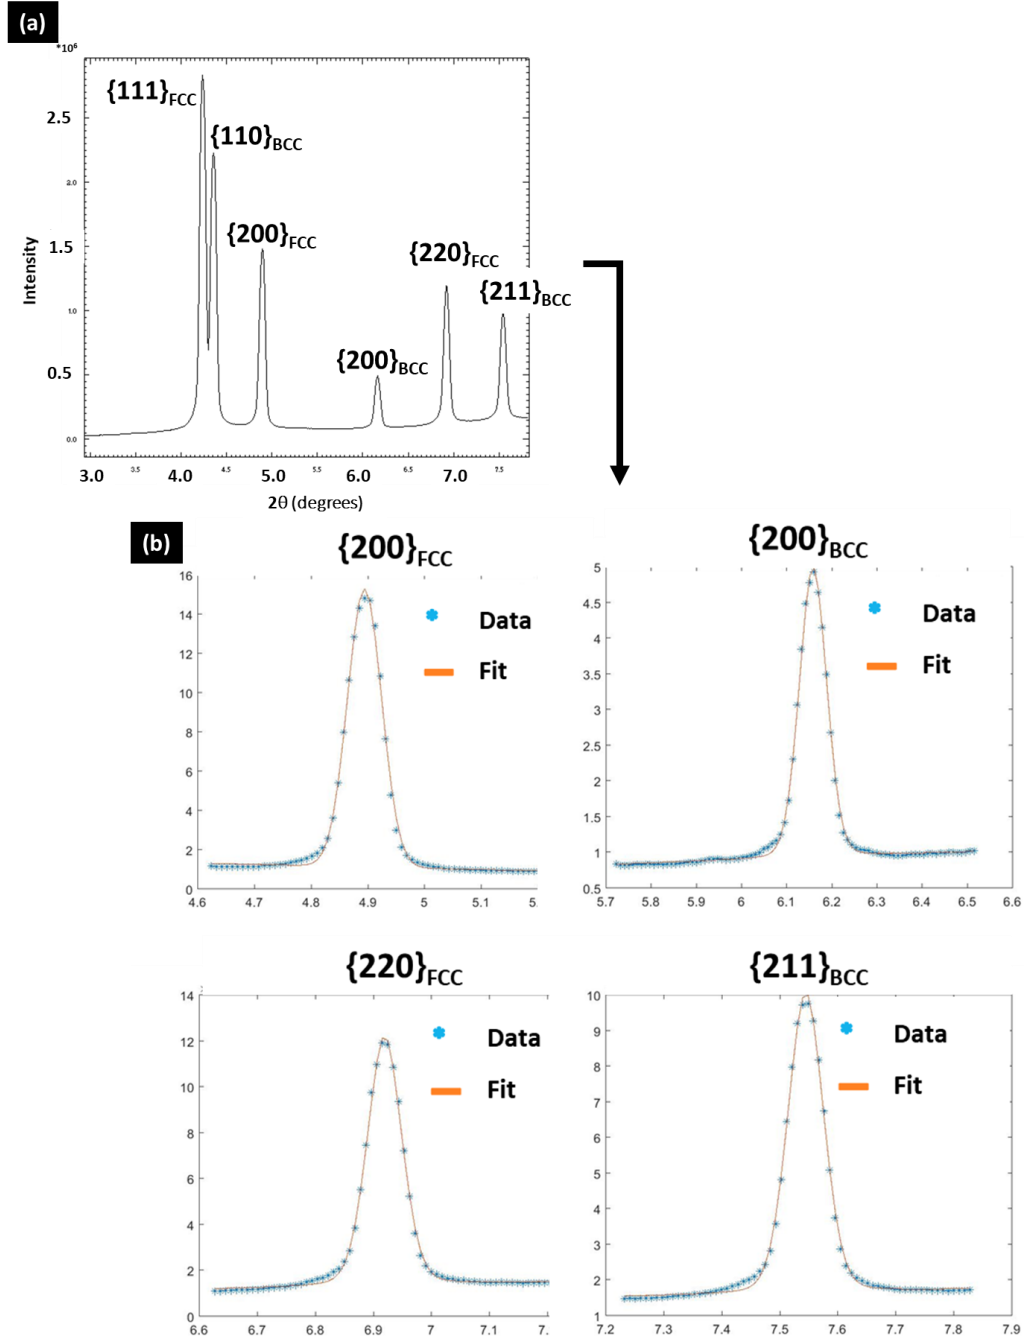 (a)
*10⁶
{111}FCC
{110}BCC
{200}FCC
{220}FCC
{211}BCC
{200}BCC
2.5
2.0
1.5
1.0
0.5
0.0
Intensity
3.0 3.5 4.0 4.5 5.0 5.5 6.0 6.5 7.0 7.5
2θ (degrees)
(b)
{200}FCC
16
14
12
10
8
6
4
2
0
Data
Fit
4.6 4.7 4.8 4.9 5 5.1 5.
{200}BCC
5
4.5
4
3.5
3
2.5
2
1.5
1
0.5
Data
Fit
5.7 5.8 5.9 6 6.1 6.2 6.3 6.4 6.5 6.6
{220}FCC
14
12
10
8
6
4
2
0
Data
Fit
6.6 6.7 6.8 6.9 7 7.1 7.
{211}BCC
10
9
8
7
6
5
4
3
2
1
Data
Fit
7.2 7.3 7.4 7.5 7.6 7.7 7.8 7.9